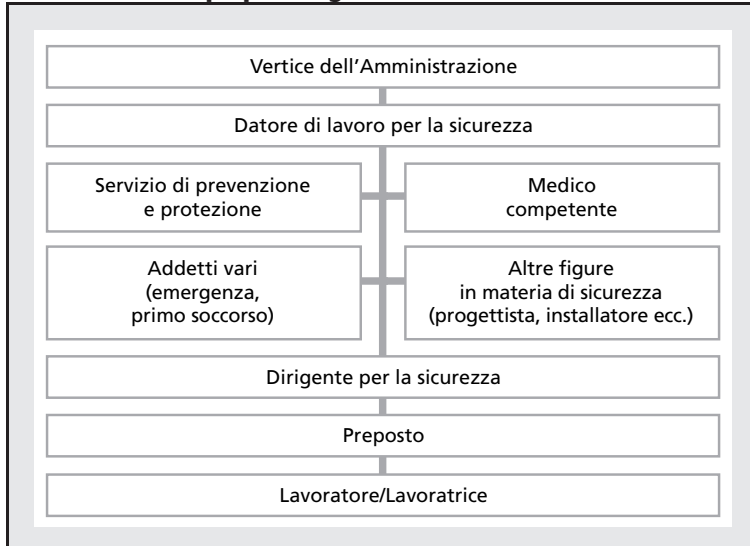 Vertice dell'Amministrazione
Datore di lavoro per la sicurezza
Servizio di prevenzione
e protezione
Medico
competente
Addetti vari
(emergenza,
primo soccorso)
Altre figure
in materia di sicurezza
(progettista, installatore ecc.)
Dirigente per la sicurezza
Preposto
Lavoratore/Lavoratrice